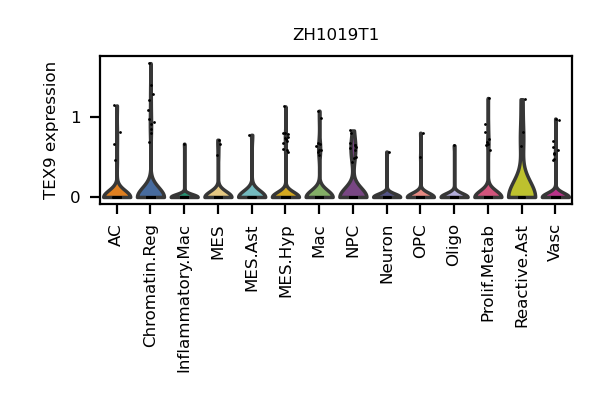 ZH1019T1
TEX9 expression
1
0
AC
Chromatin.Reg
Inflammatory.Mac
MES
MES.Ast
MES.Hyp
Mac
NPC
Neuron
OPC
Oligo
Prolif.Metab
Reactive.Ast
Vasc